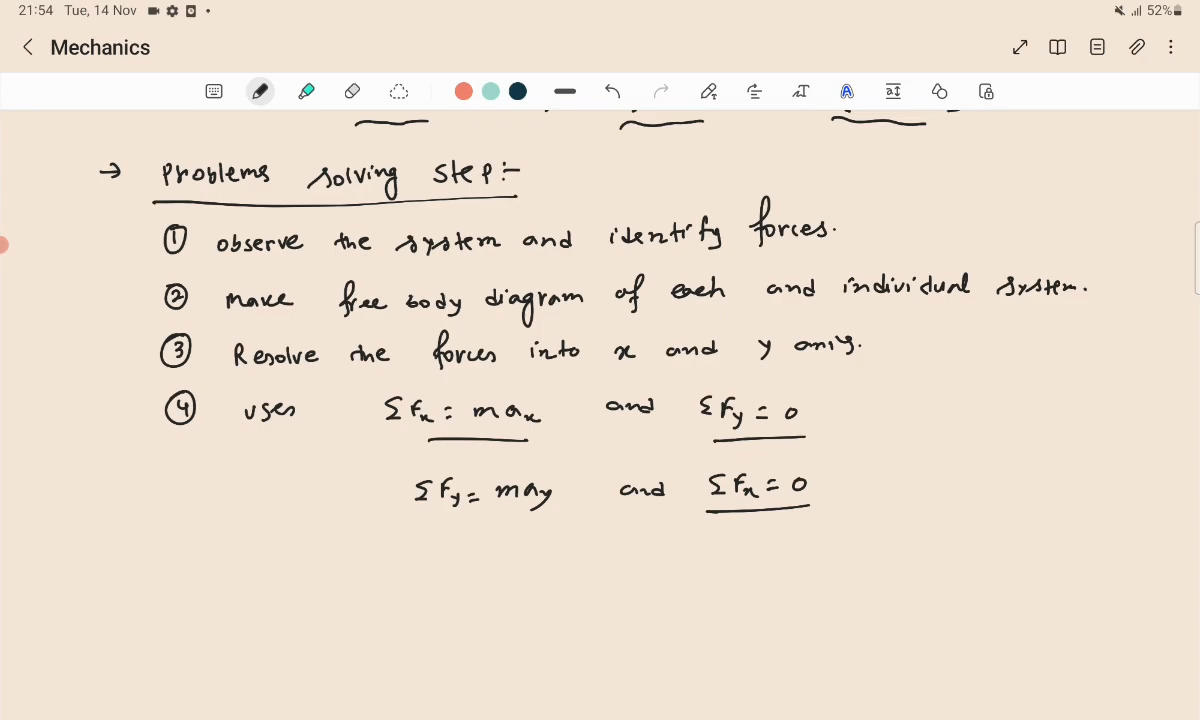 21:54 Tue, 14 Nov 52%
Mechanics
→ Problems solving step:-
① observe the system and identify forces.
② make free body diagram of each and individual system.
③ Resolve the forces into x and y axis.
④ uses ΣFx = max and ΣFy = 0
ΣFy = may and ΣFx = 0